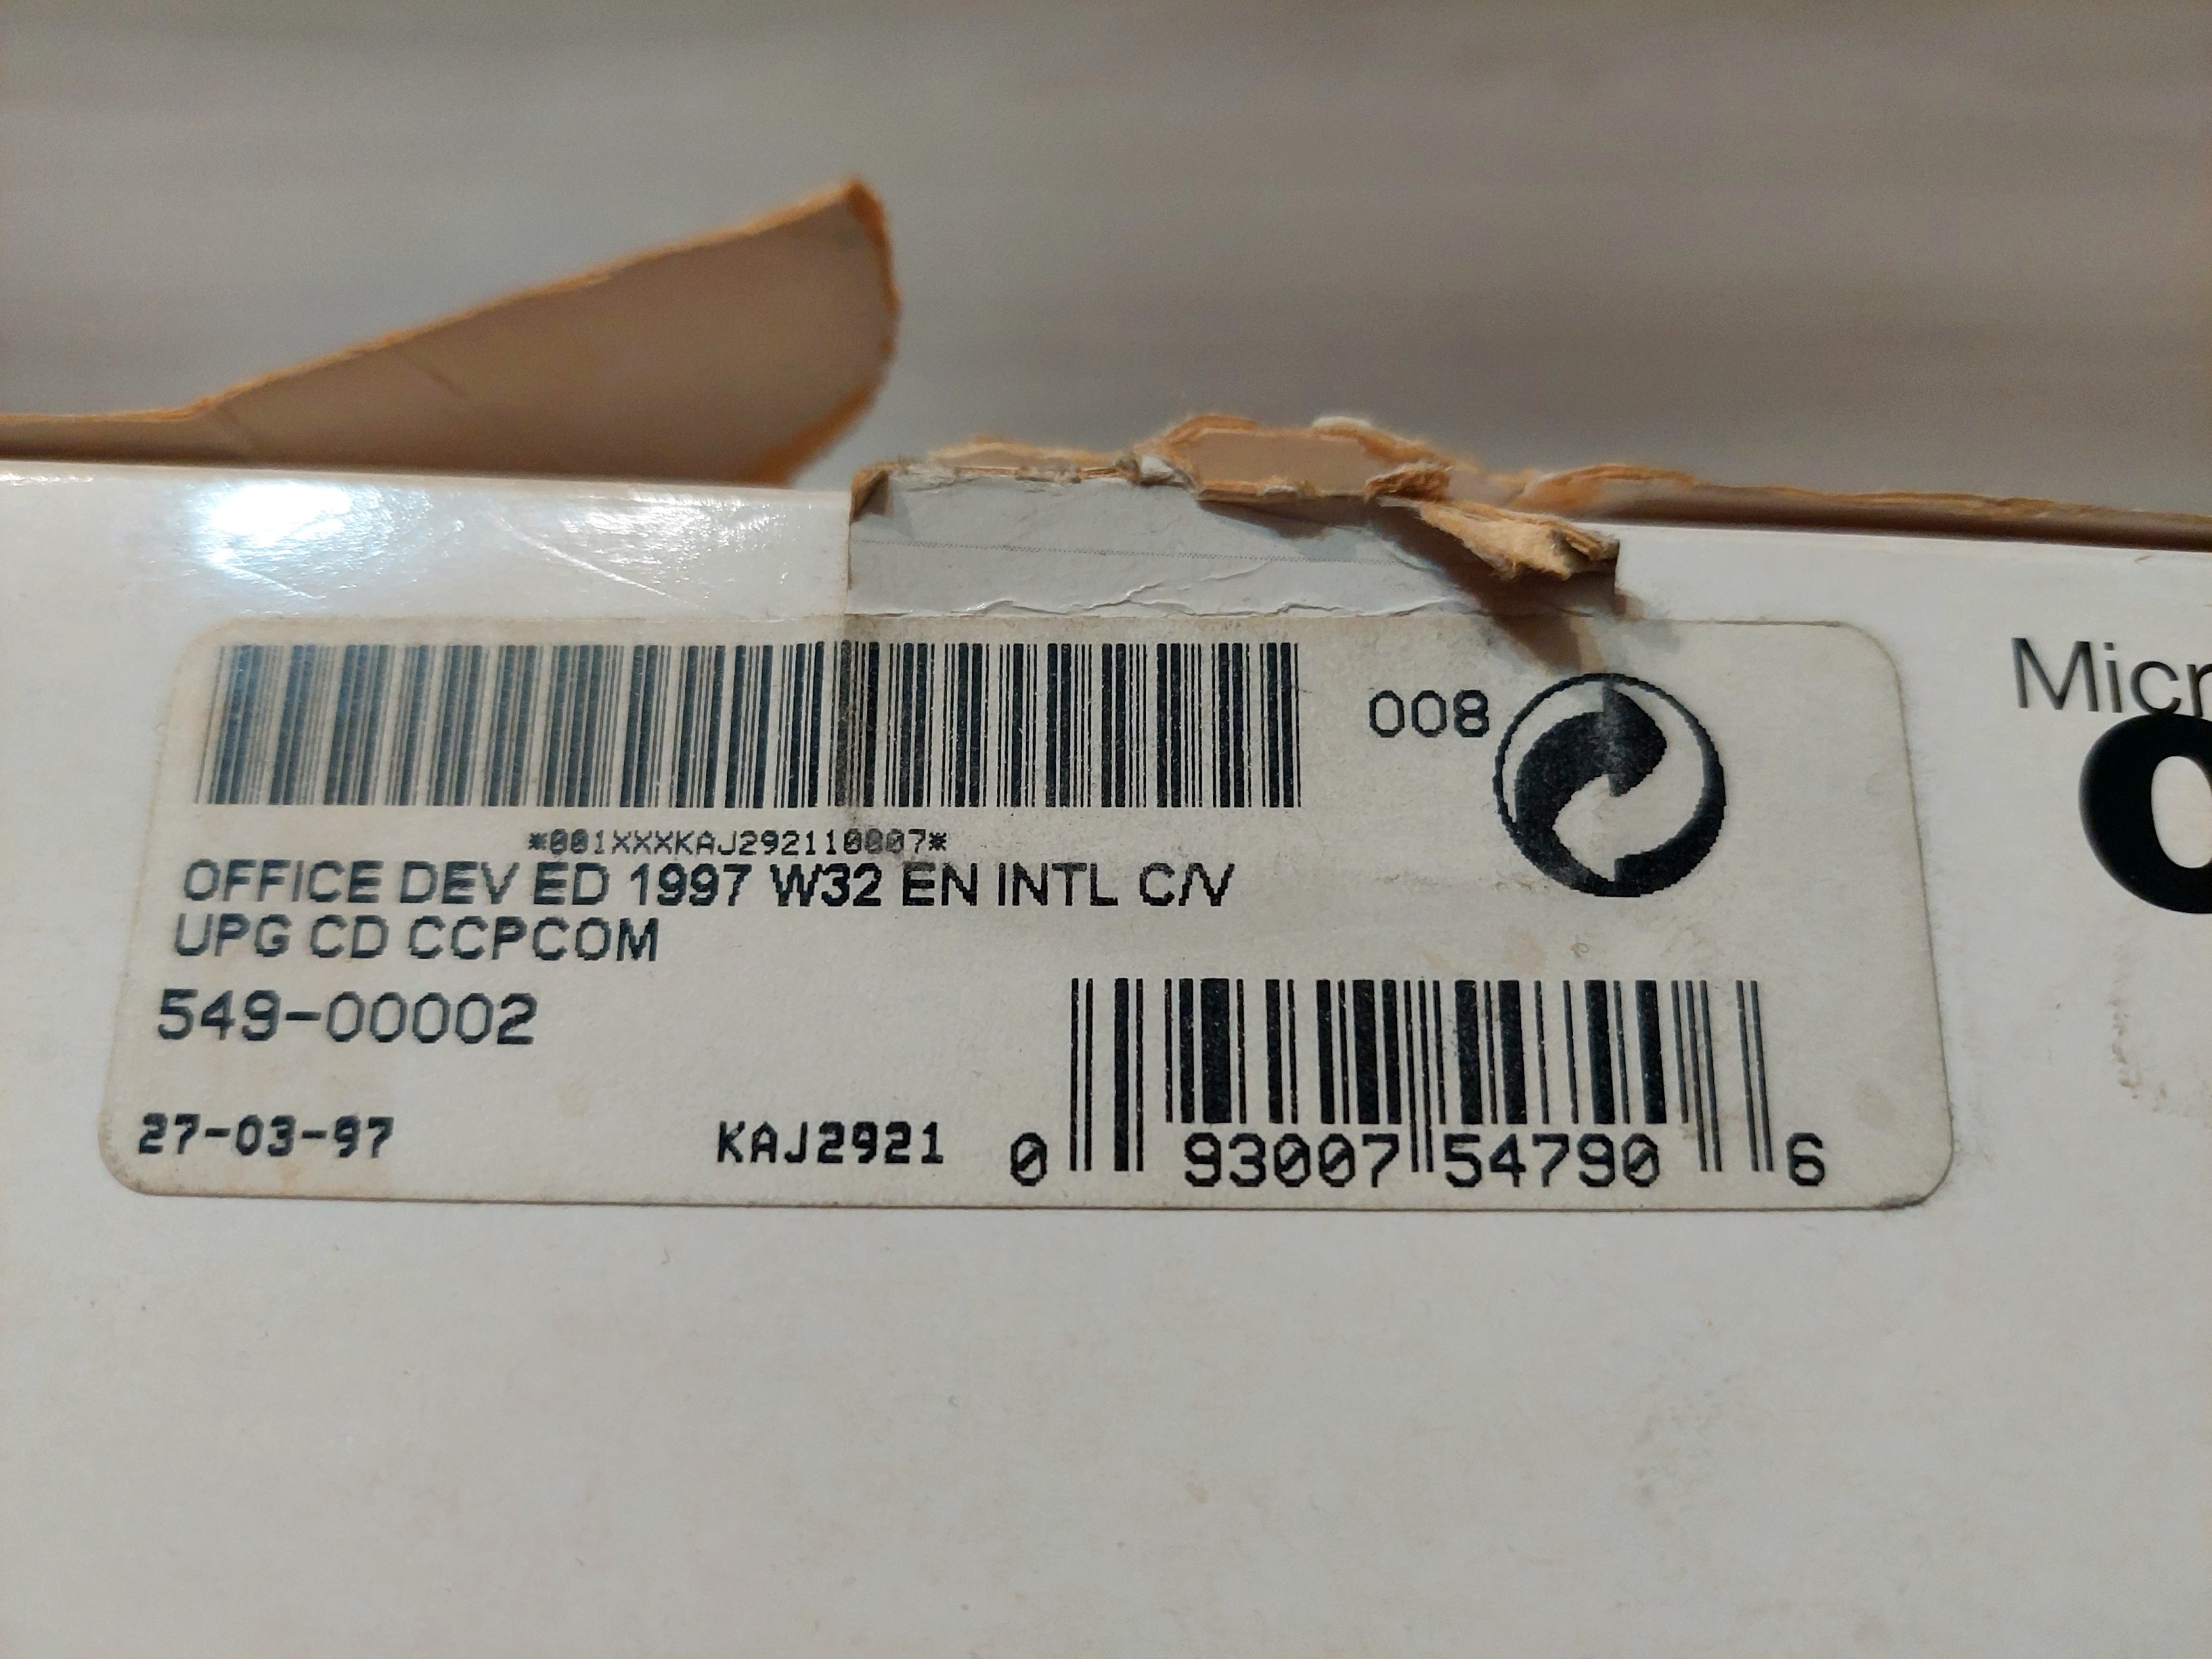 Micr
O
008
*001XXXKAJ292110007*
OFFICE DEV ED 1997 W32 EN INTL C/V
UPG CD CCPCOM
549-00002
27-03-97 KAJ2921 0 93007 54790 6